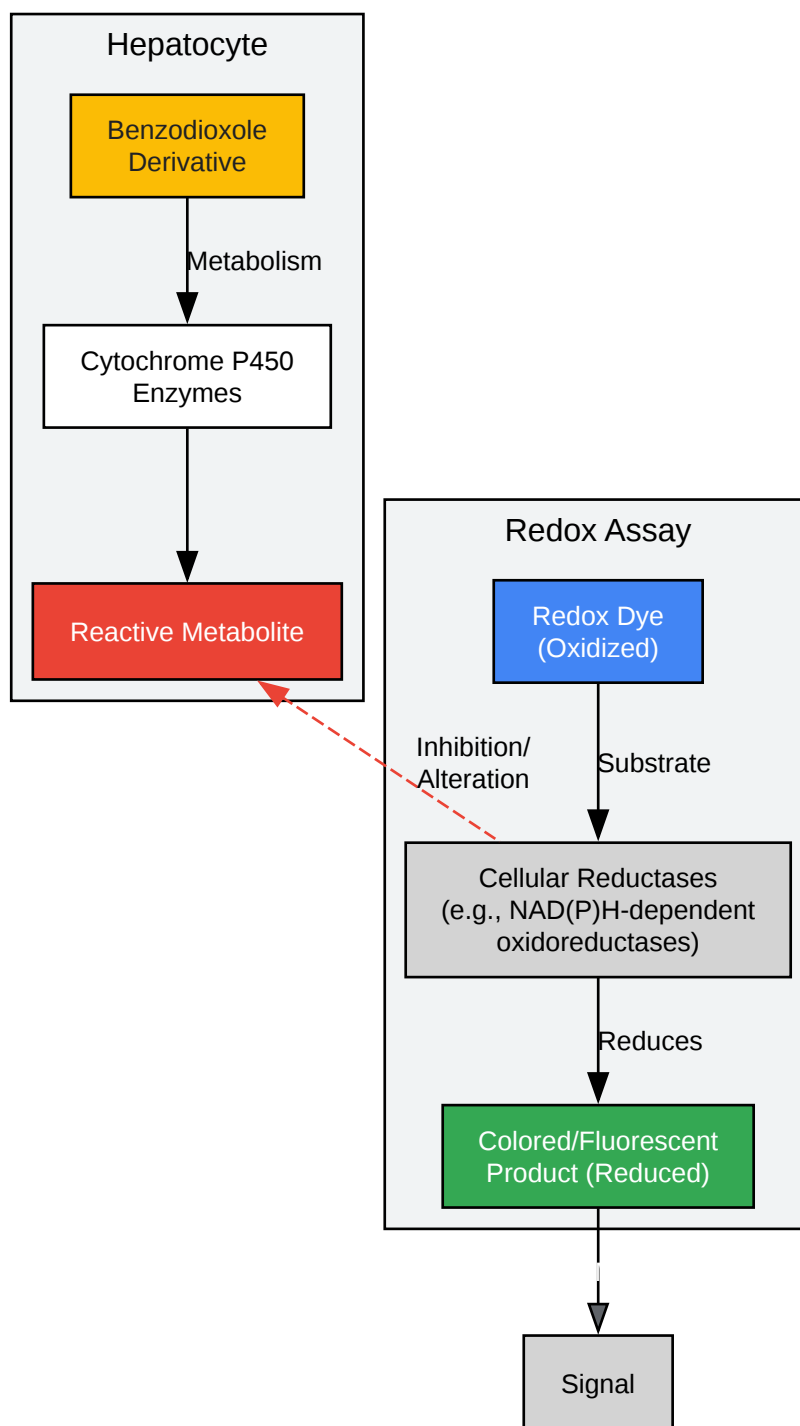 Hepatocyte
Benzodioxole
Derivative
Metabolism
Cytochrome P450
Enzymes
Reactive Metabolite
Redox Assay
Redox Dye
(Oxidized)
Inhibition/
Alteration
Substrate
Cellular Reductases
(e.g., NAD(P)H-dependent
oxidoreductases)
Reduces
Colored/Fluorescent
Product (Reduced)
Signal